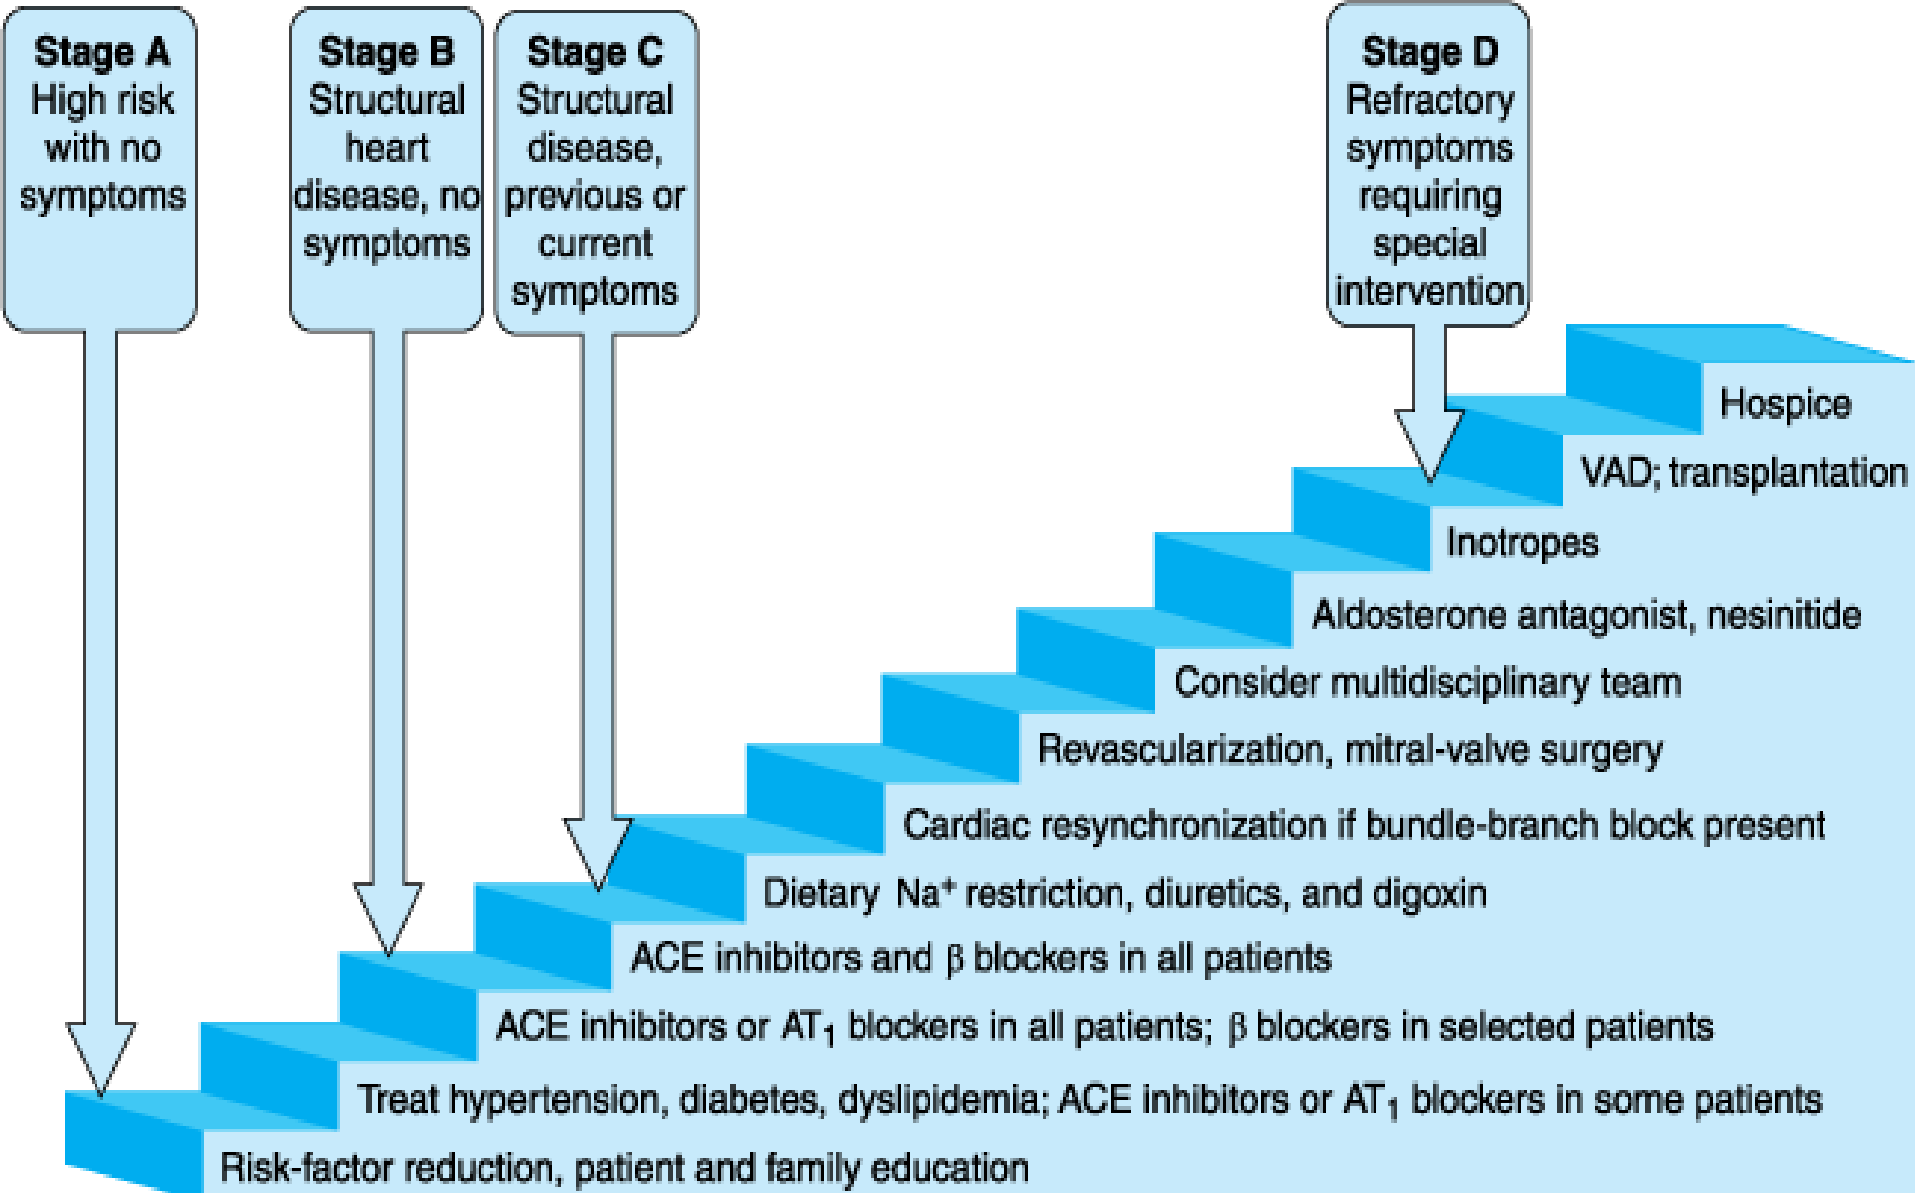 Stage A
High risk
with no
symptoms
Stage B
Structural
heart
disease, no
symptoms
Stage C
Structural
disease,
previous or
current
symptoms
Stage D
Refractory
symptoms
requiring
special
intervention
Hospice
VAD; transplantation
Inotropes
Aldosterone antagonist, nesinitide
Consider multidisciplinary team
Revascularization, mitral-valve surgery
Cardiac resynchronization if bundle-branch block present
Dietary Na⁺ restriction, diuretics, and digoxin
ACE inhibitors and β blockers in all patients
ACE inhibitors or AT₁ blockers in all patients; β blockers in selected patients
Treat hypertension, diabetes, dyslipidemia; ACE inhibitors or AT₁ blockers in some patients
Risk-factor reduction, patient and family education